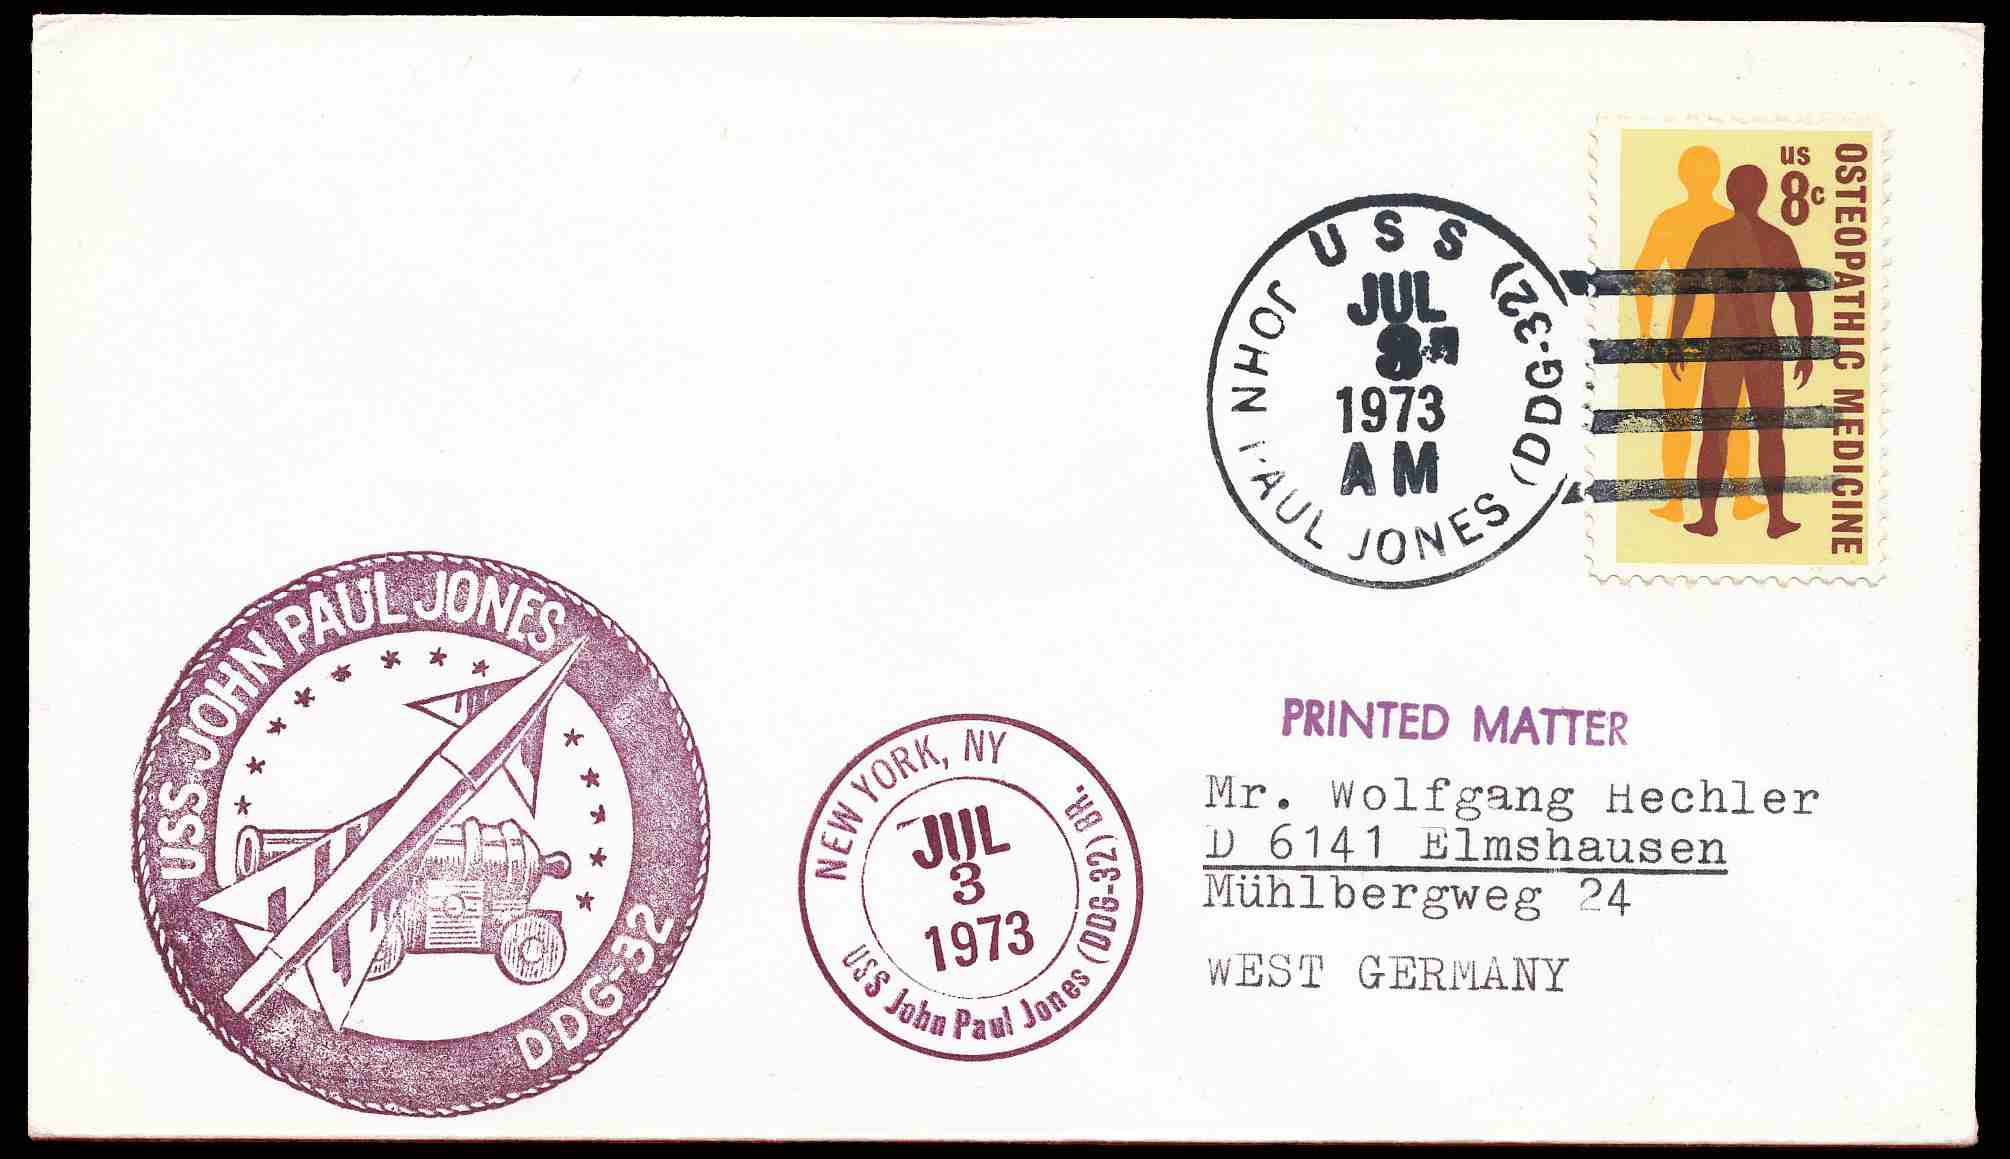 US
8c
OSTEOPATHIC MEDICINE
USS
JOHN PAUL JONES (DDG-32)
JUL
1973
AM
USS JOHN PAUL JONES
DDG-32
NEW YORK, NY
JUL
3
1973
USS John Paul Jones (DDG-32) BR.
PRINTED MATTER
Mr. Wolfgang Hechler
D 6141 Elmshausen
Mühlbergweg 24
WEST GERMANY